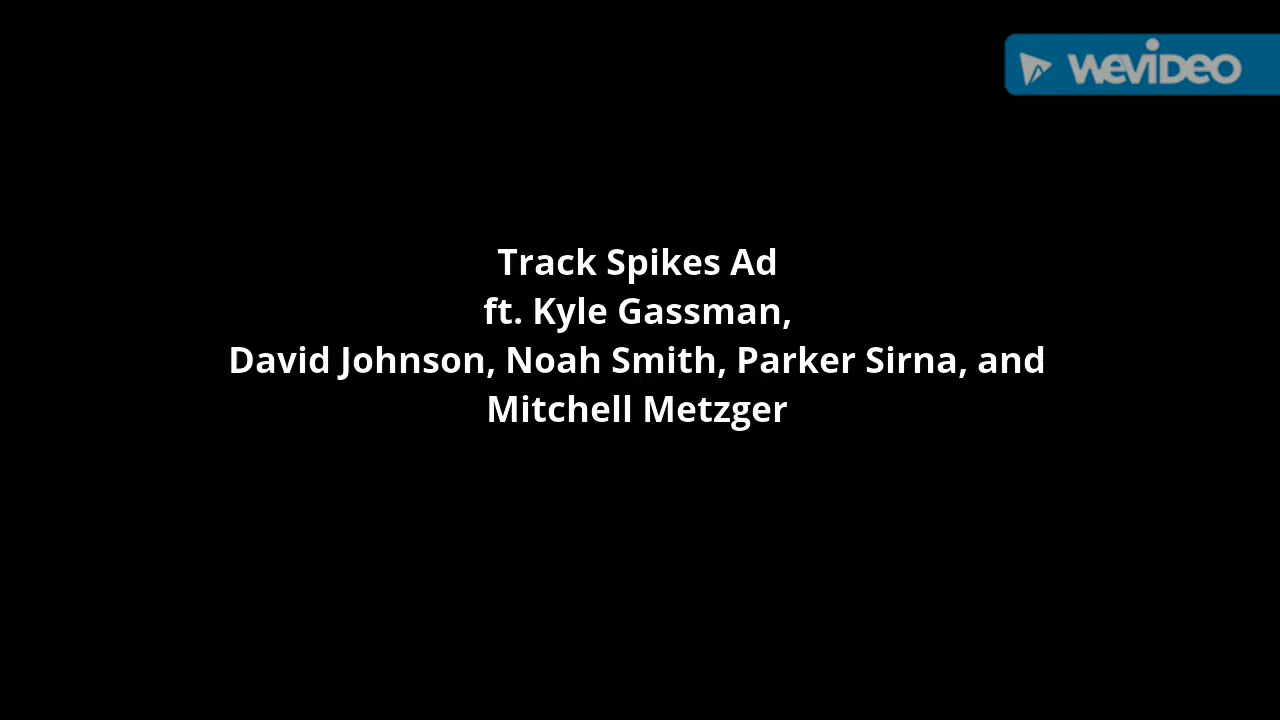 WEVIDEO
Track Spikes Ad
ft. Kyle Gassman,
David Johnson, Noah Smith, Parker Sirna, and
Mitchell Metzger